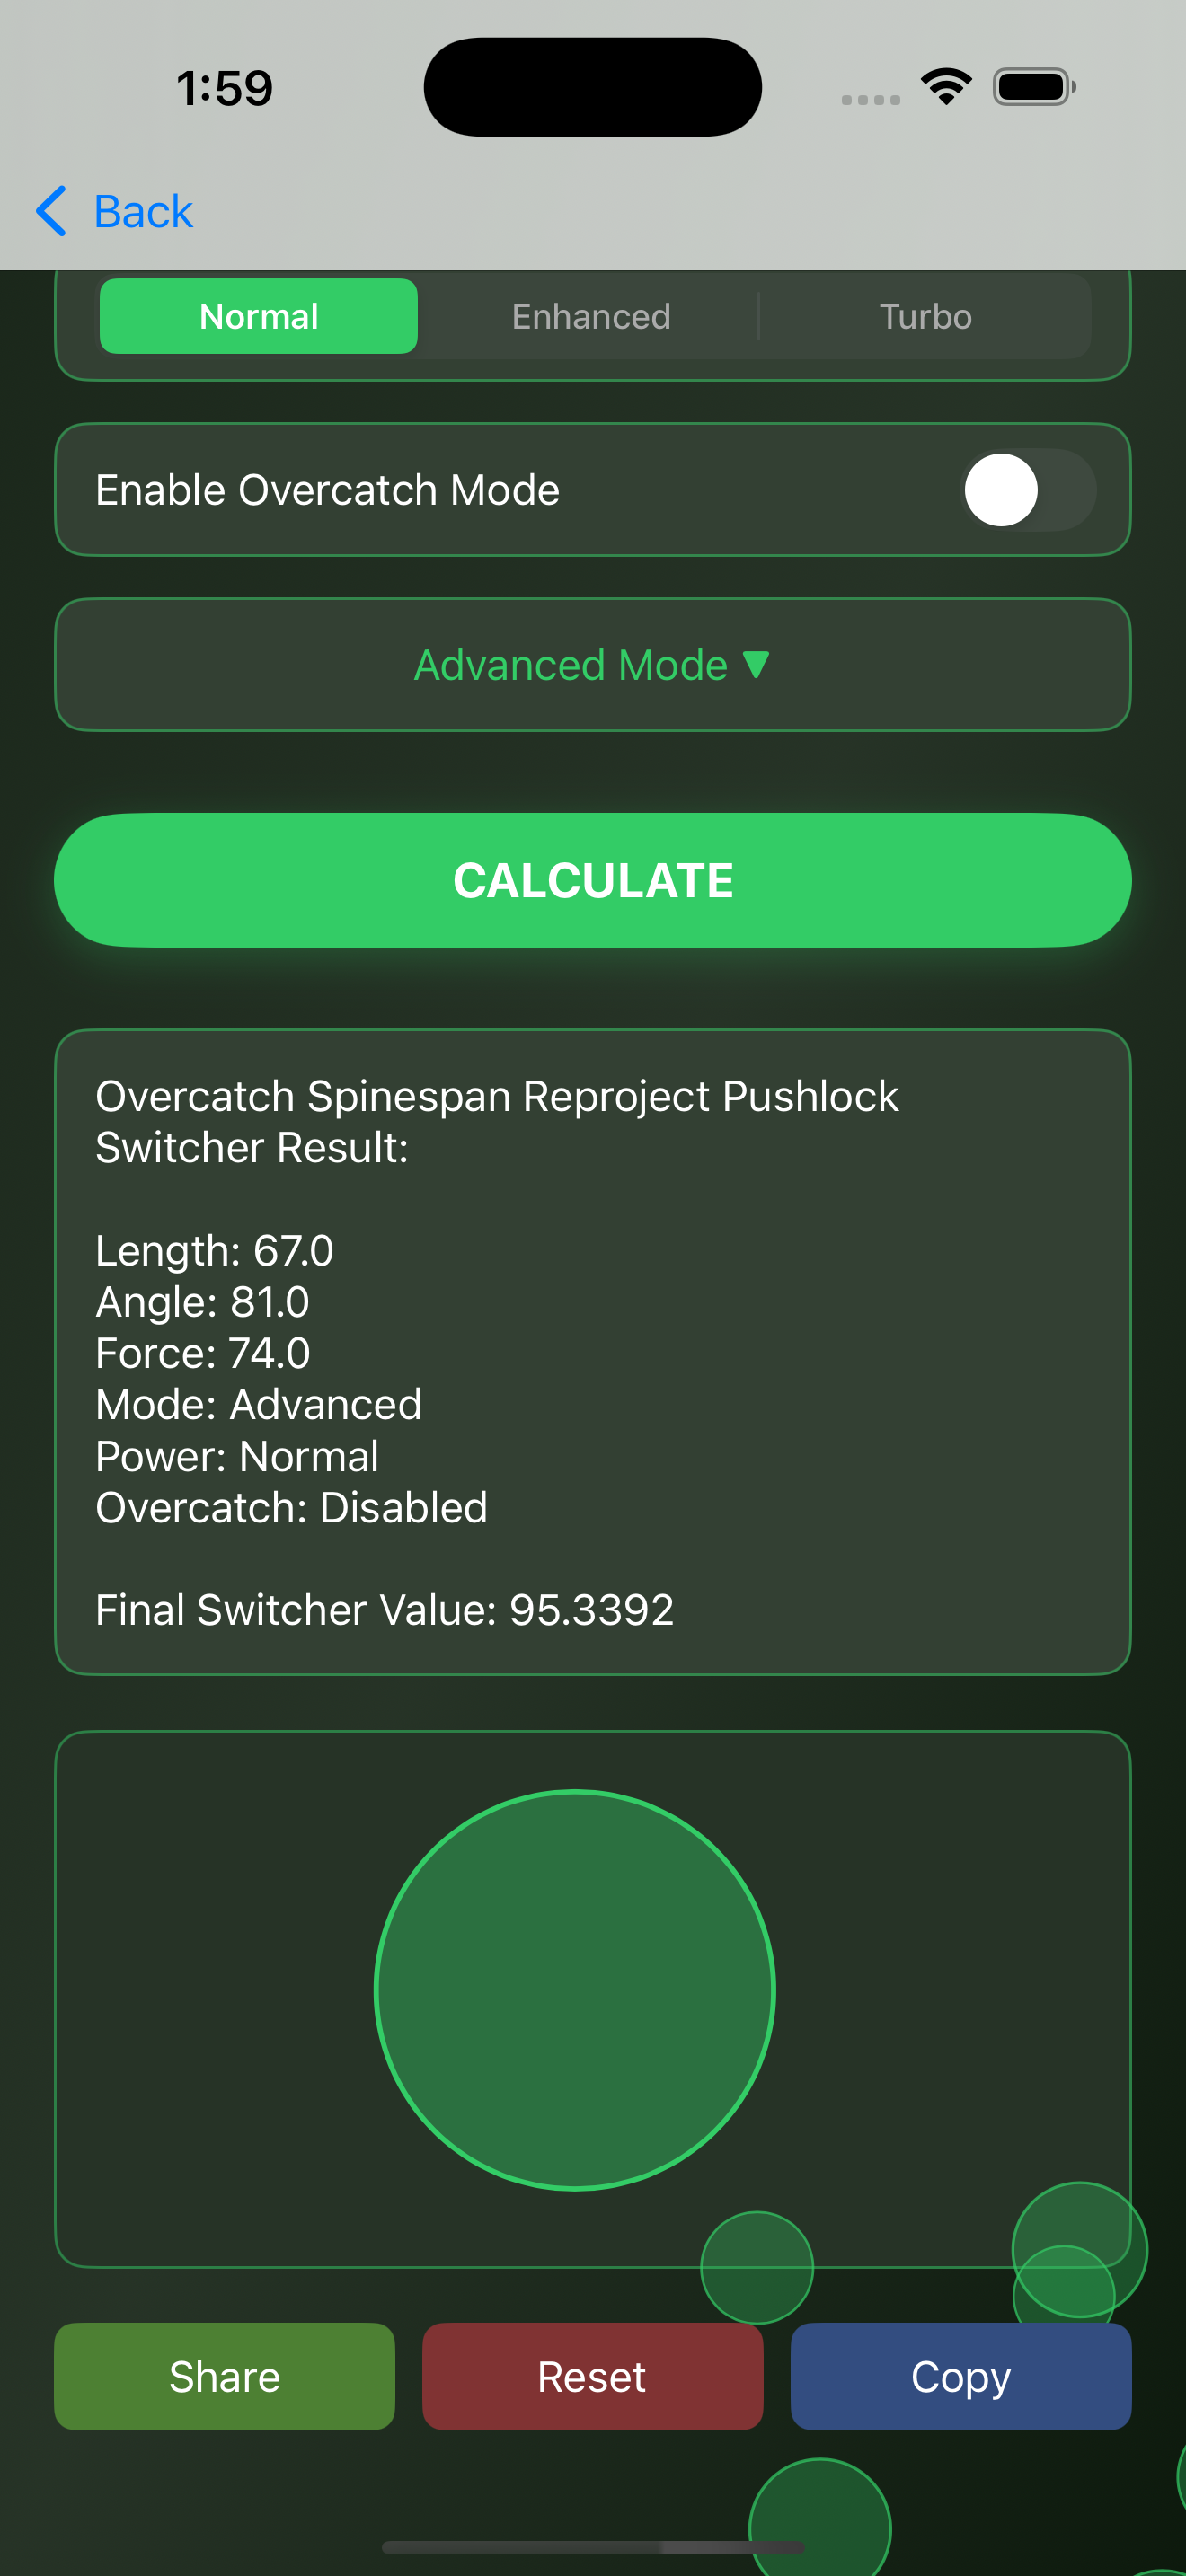 1:59
Back
Normal
Enhanced
Turbo
Enable Overcatch Mode
Advanced Mode ▼
CALCULATE
Overcatch Spinespan Reproject Pushlock
Switcher Result:
Length: 67.0
Angle: 81.0
Force: 74.0
Mode: Advanced
Power: Normal
Overcatch: Disabled
Final Switcher Value: 95.3392
Share
Reset
Copy